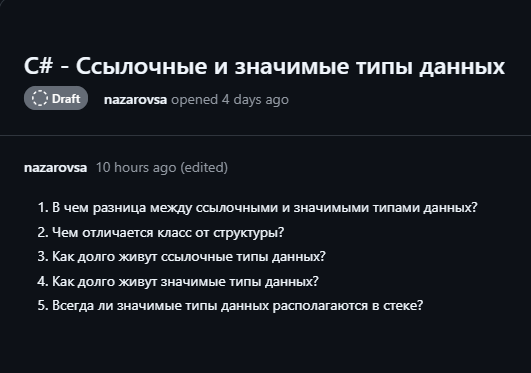 C# - Ссылочные и значимые типы данных
Draft nazarovsa opened 4 days ago
nazarovsa 10 hours ago (edited)
1. В чем разница между ссылочными и значимыми типами данных?
2. Чем отличается класс от структуры?
3. Как долго живут ссылочные типы данных?
4. Как долго живут значимые типы данных?
5. Всегда ли значимые типы данных располагаются в стеке?